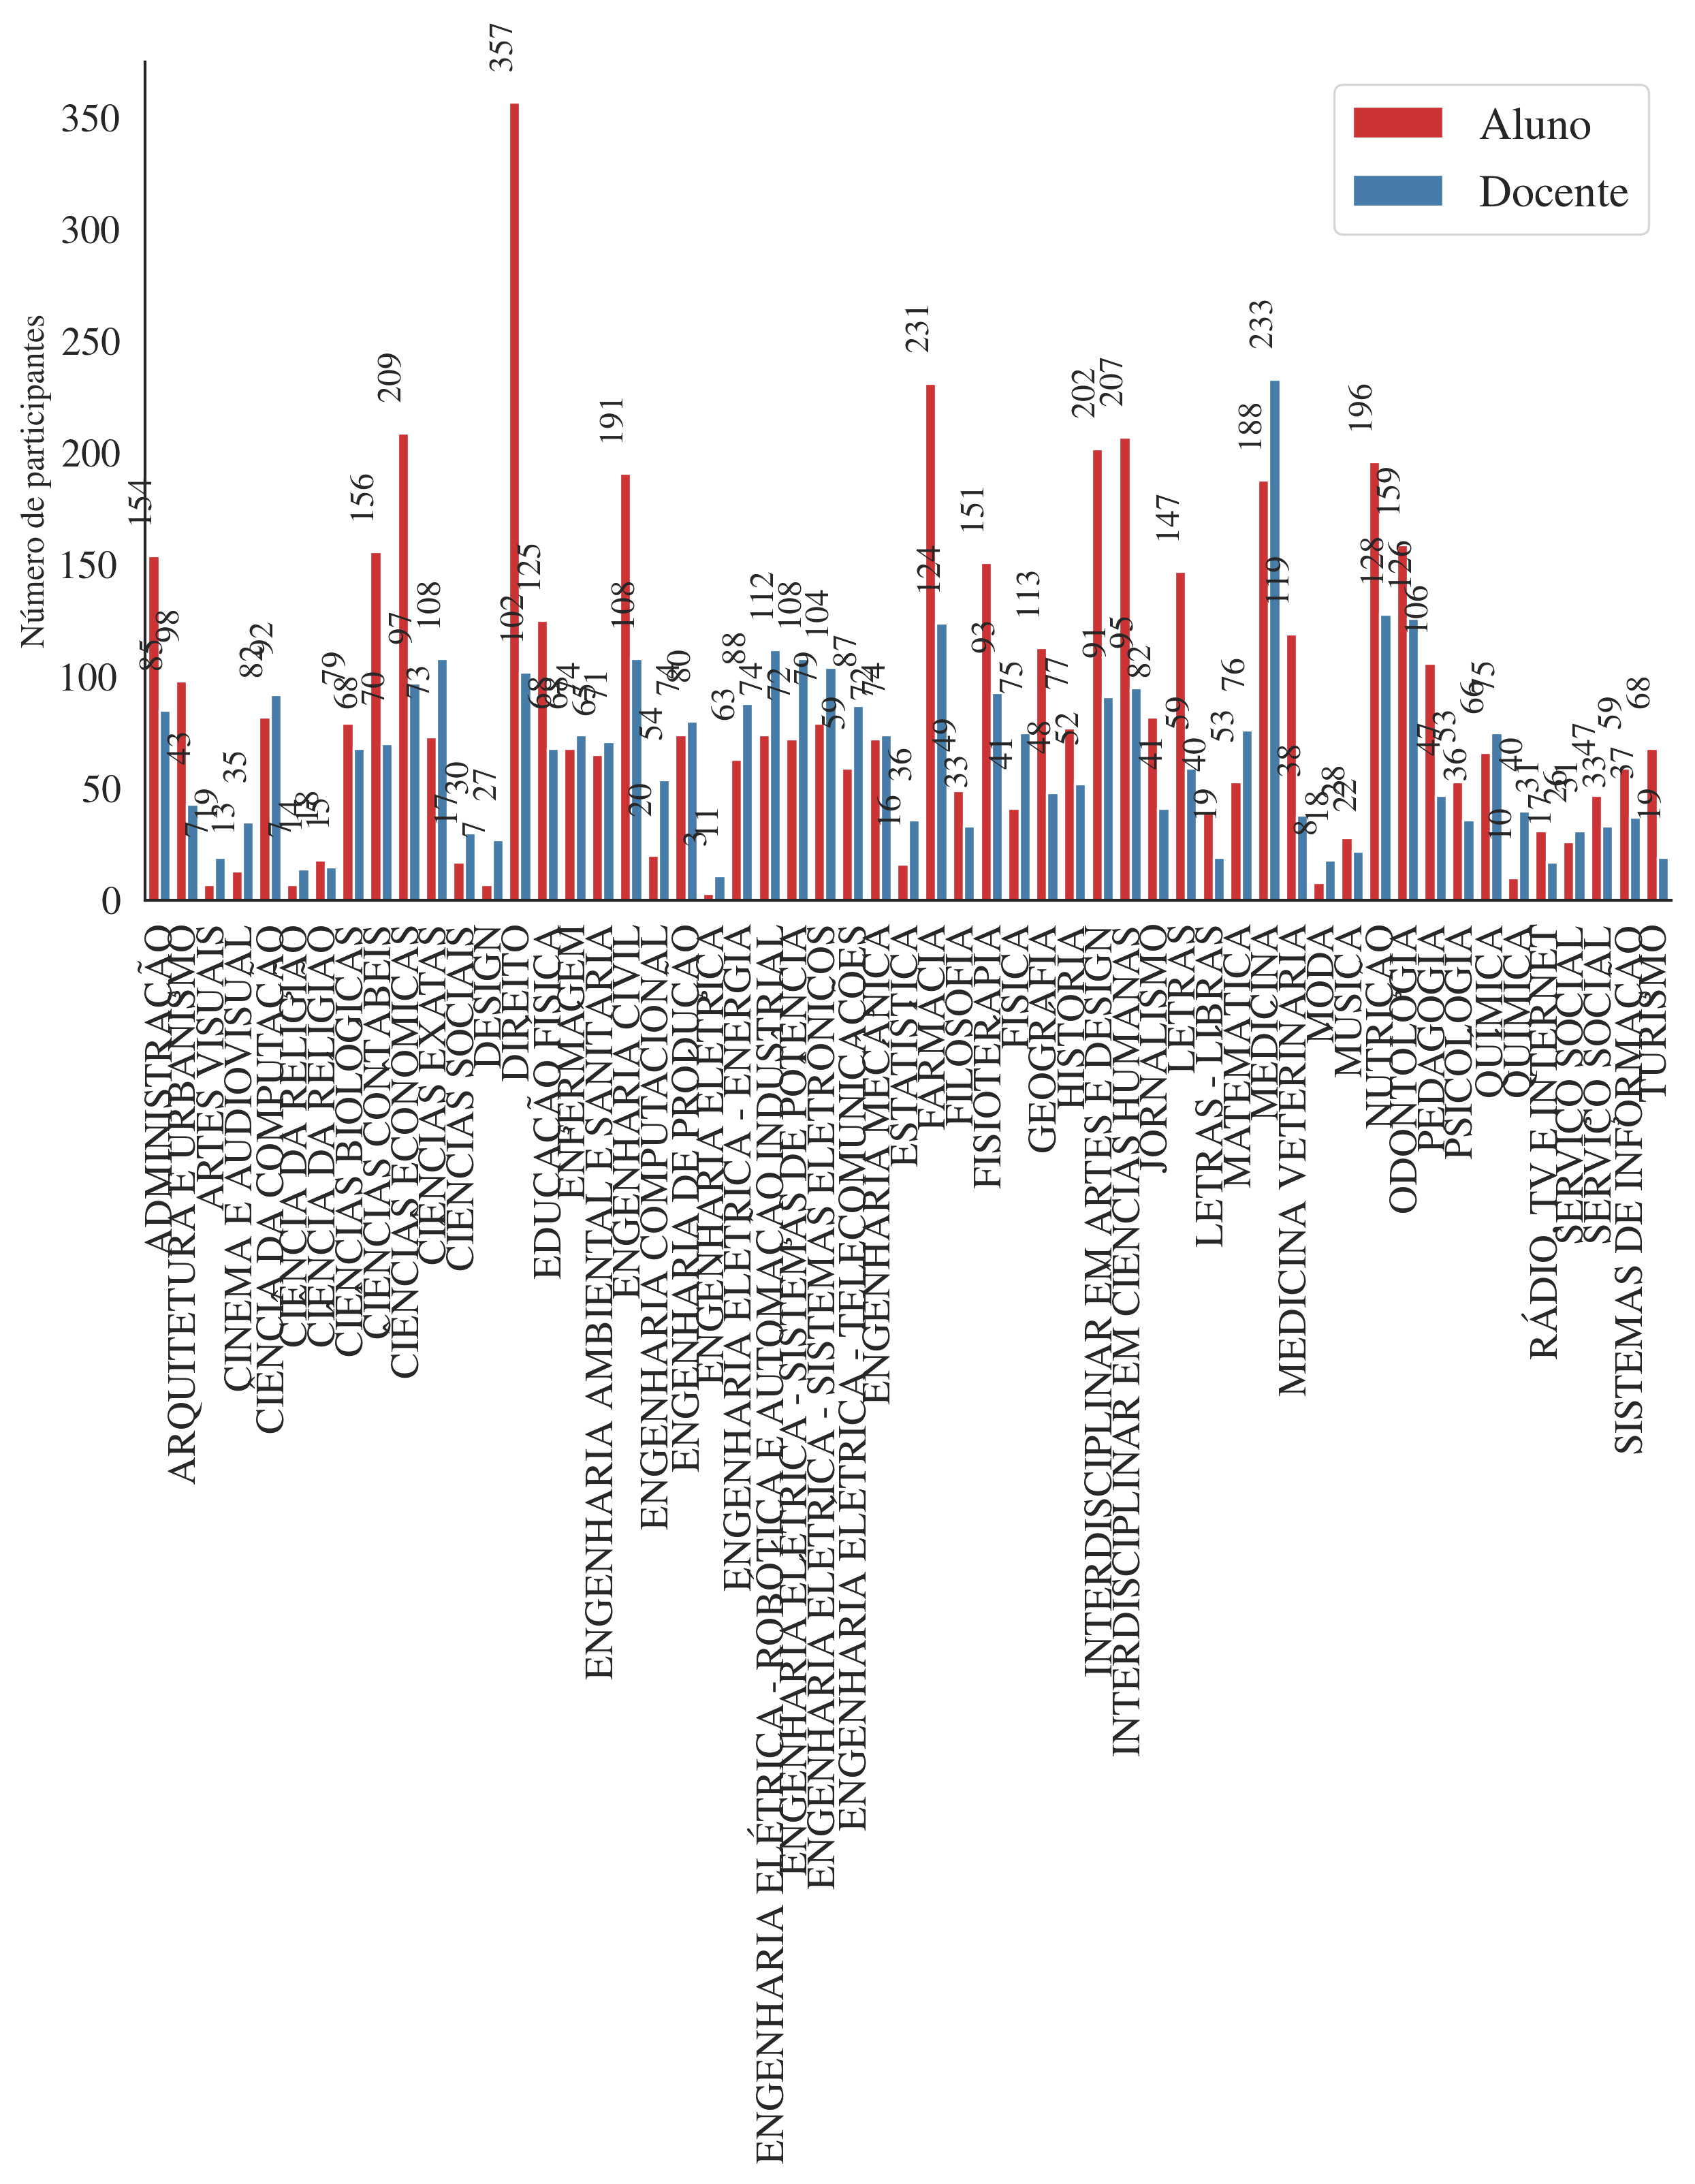 Número de participantes
350
300
250
200
150
100
50
0
Aluno
Docente
154
85
98
43
7
19
13
35
82
92
7
14
18
15
79
68
156
70
209
97
73
108
17
30
7
27
357
102
125
68
68
74
65
71
191
108
20
54
74
80
3
11
63
88
74
112
72
108
79
104
59
87
72
74
16
36
231
124
49
33
151
93
41
75
113
48
77
52
202
91
207
95
82
41
147
59
40
19
53
76
188
233
119
38
8
18
28
22
196
128
159
126
106
47
53
36
66
75
10
40
31
17
26
31
47
33
59
37
68
19
ADMINISTRAÇÃO
ARQUITETURA E URBANISMO
ARTES VISUAIS
CINEMA E AUDIOVISUAL
CIÊNCIA DA COMPUTAÇÃO
CIÊNCIA DA RELIGIÃO
CIÊNCIA DA RELIGIÃO
CIÊNCIAS BIOLÓGICAS
CIÊNCIAS CONTÁBEIS
CIÊNCIAS ECONÔMICAS
CIÊNCIAS EXATAS
CIÊNCIAS SOCIAIS
DESIGN
DIREITO
EDUCAÇÃO FÍSICA
ENFERMAGEM
ENGENHARIA AMBIENTAL E SANITÁRIA
ENGENHARIA CIVIL
ENGENHARIA COMPUTACIONAL
ENGENHARIA DE PRODUÇÃO
ENGENHARIA ELÉTRICA
ENGENHARIA ELÉTRICA - ENERGIA
ENGENHARIA ELÉTRICA - ROBÓTICA E AUTOMAÇÃO INDUSTRIAL
ENGENHARIA ELÉTRICA - SISTEMAS DE POTÊNCIA
ENGENHARIA ELÉTRICA - SISTEMAS ELETRÔNICOS
ENGENHARIA ELÉTRICA - TELECOMUNICAÇÕES
ENGENHARIA MECÂNICA
ESTATÍSTICA
FARMÁCIA
FILOSOFIA
FISIOTERAPIA
FÍSICA
GEOGRAFIA
HISTÓRIA
INTERDISCIPLINAR EM ARTES E DESIGN
INTERDISCIPLINAR EM CIÊNCIAS HUMANAS
JORNALISMO
LETRAS
LETRAS - LIBRAS
MATEMÁTICA
MEDICINA
MEDICINA VETERINÁRIA
MODA
MÚSICA
NUTRIÇÃO
ODONTOLOGIA
PEDAGOGIA
PSICOLOGIA
QUÍMICA
QUÍMICA
RÁDIO, TV E INTERNET
SERVIÇO SOCIAL
SERVIÇO SOCIAL
SISTEMAS DE INFORMAÇÃO
TURISMO